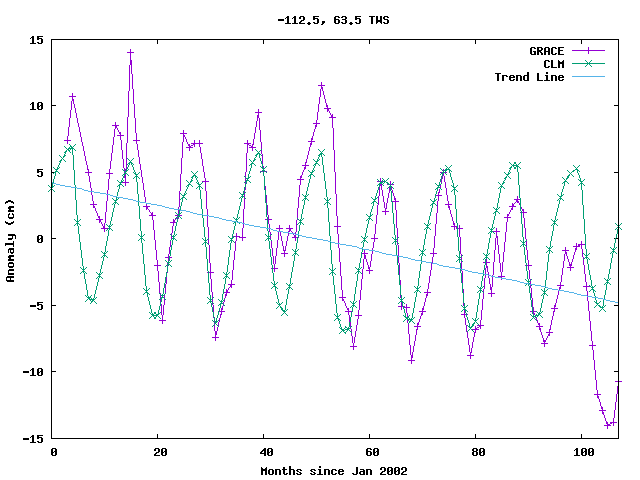 -112.5, 63.5 TWS
GRACE
CLM
Trend Line
15
10
5
0
-5
-10
-15
Anomaly (cm)
0 20 40 60 80 100
Months since Jan 2002